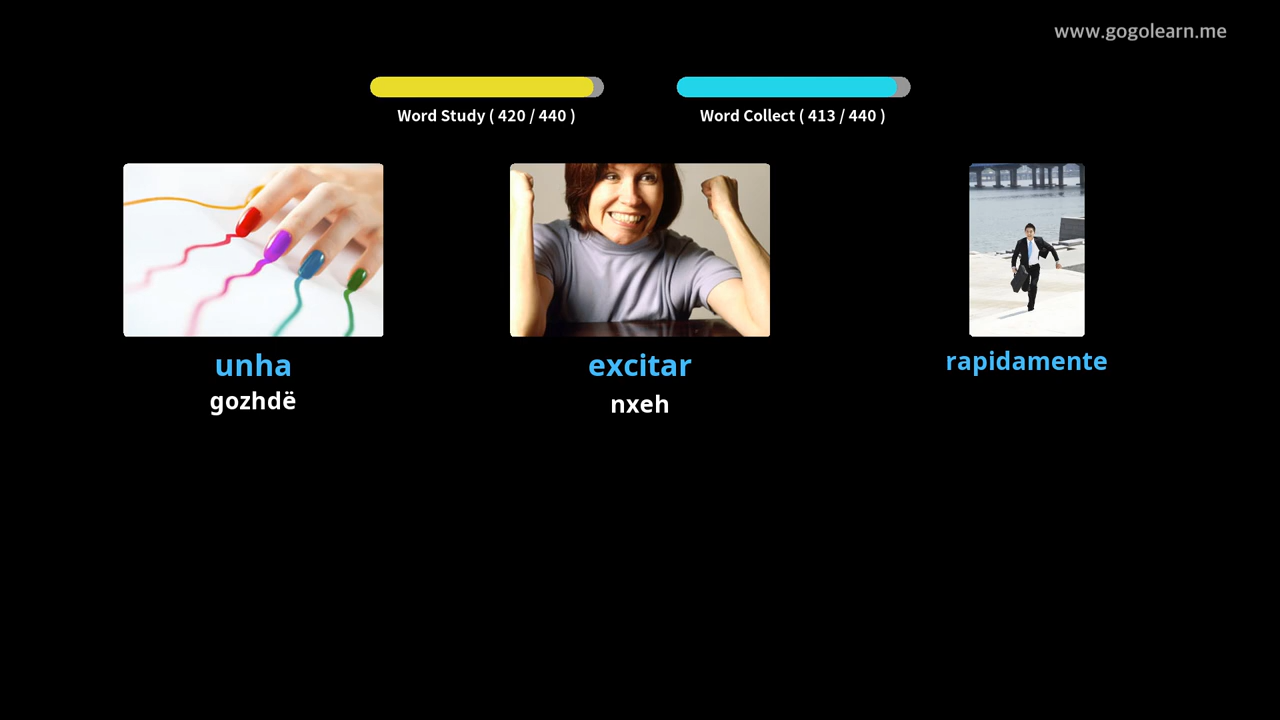 www.gogolearn.me
Word Study ( 420 / 440 )
Word Collect ( 413 / 440 )
unha
gozhdë
excitar
nxeh
rapidamente